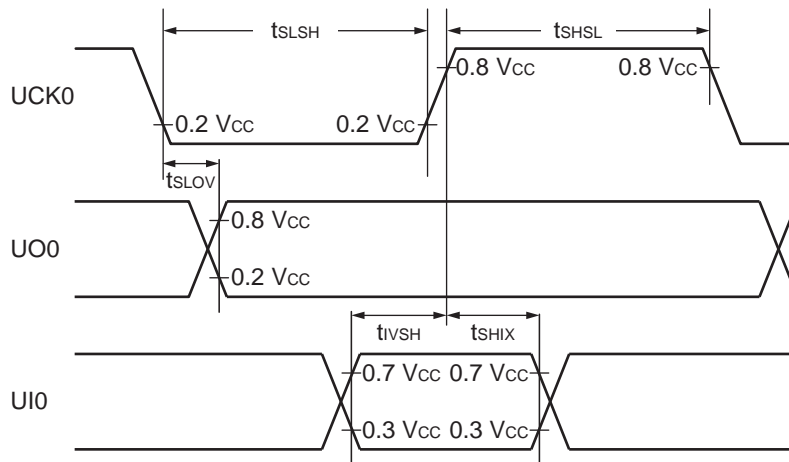 tSLSH tSHSL
0.8 VCC 0.8 VCC
UCK0
0.2 VCC 0.2 VCC
tSLOV
0.8 VCC
UO0
0.2 VCC
tIVSH tSHIX
0.7 VCC 0.7 VCC
UI0
0.3 VCC 0.3 VCC